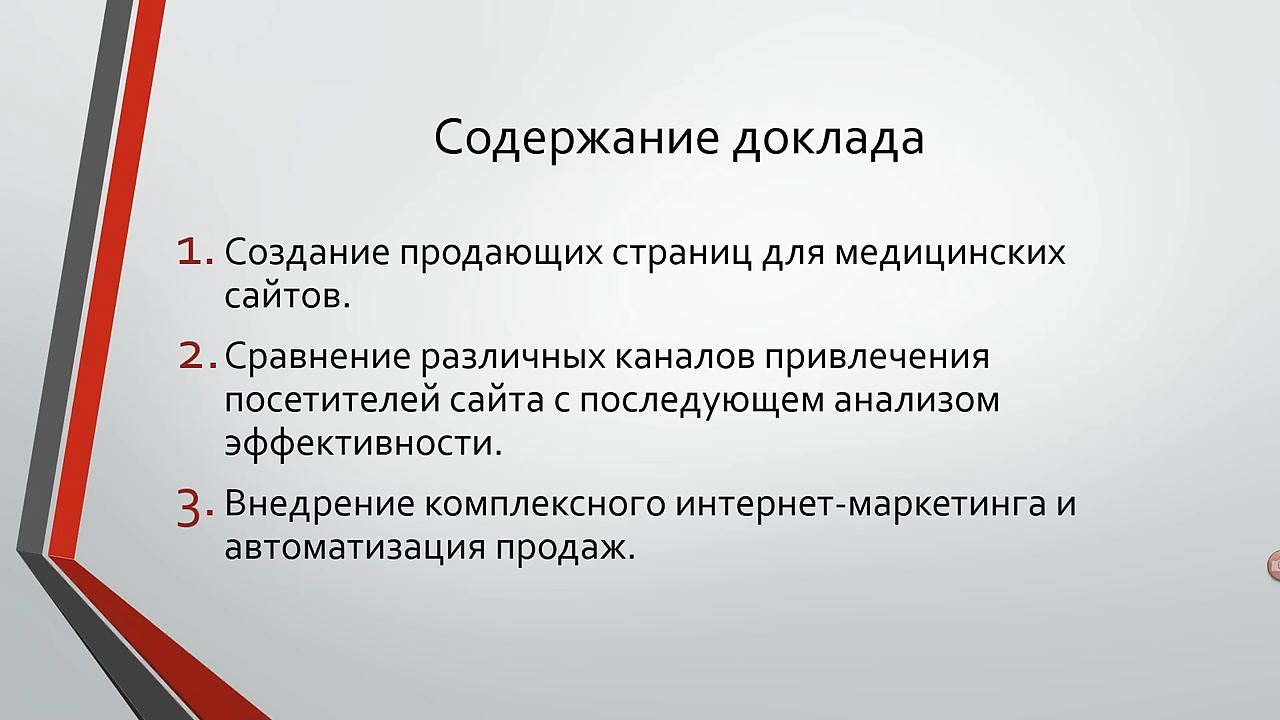 Содержание доклада
1. Создание продающих страниц для медицинских
сайтов.
2. Сравнение различных каналов привлечения
посетителей сайта с последующем анализом
эффективности.
3. Внедрение комплексного интернет-маркетинга и
автоматизация продаж.